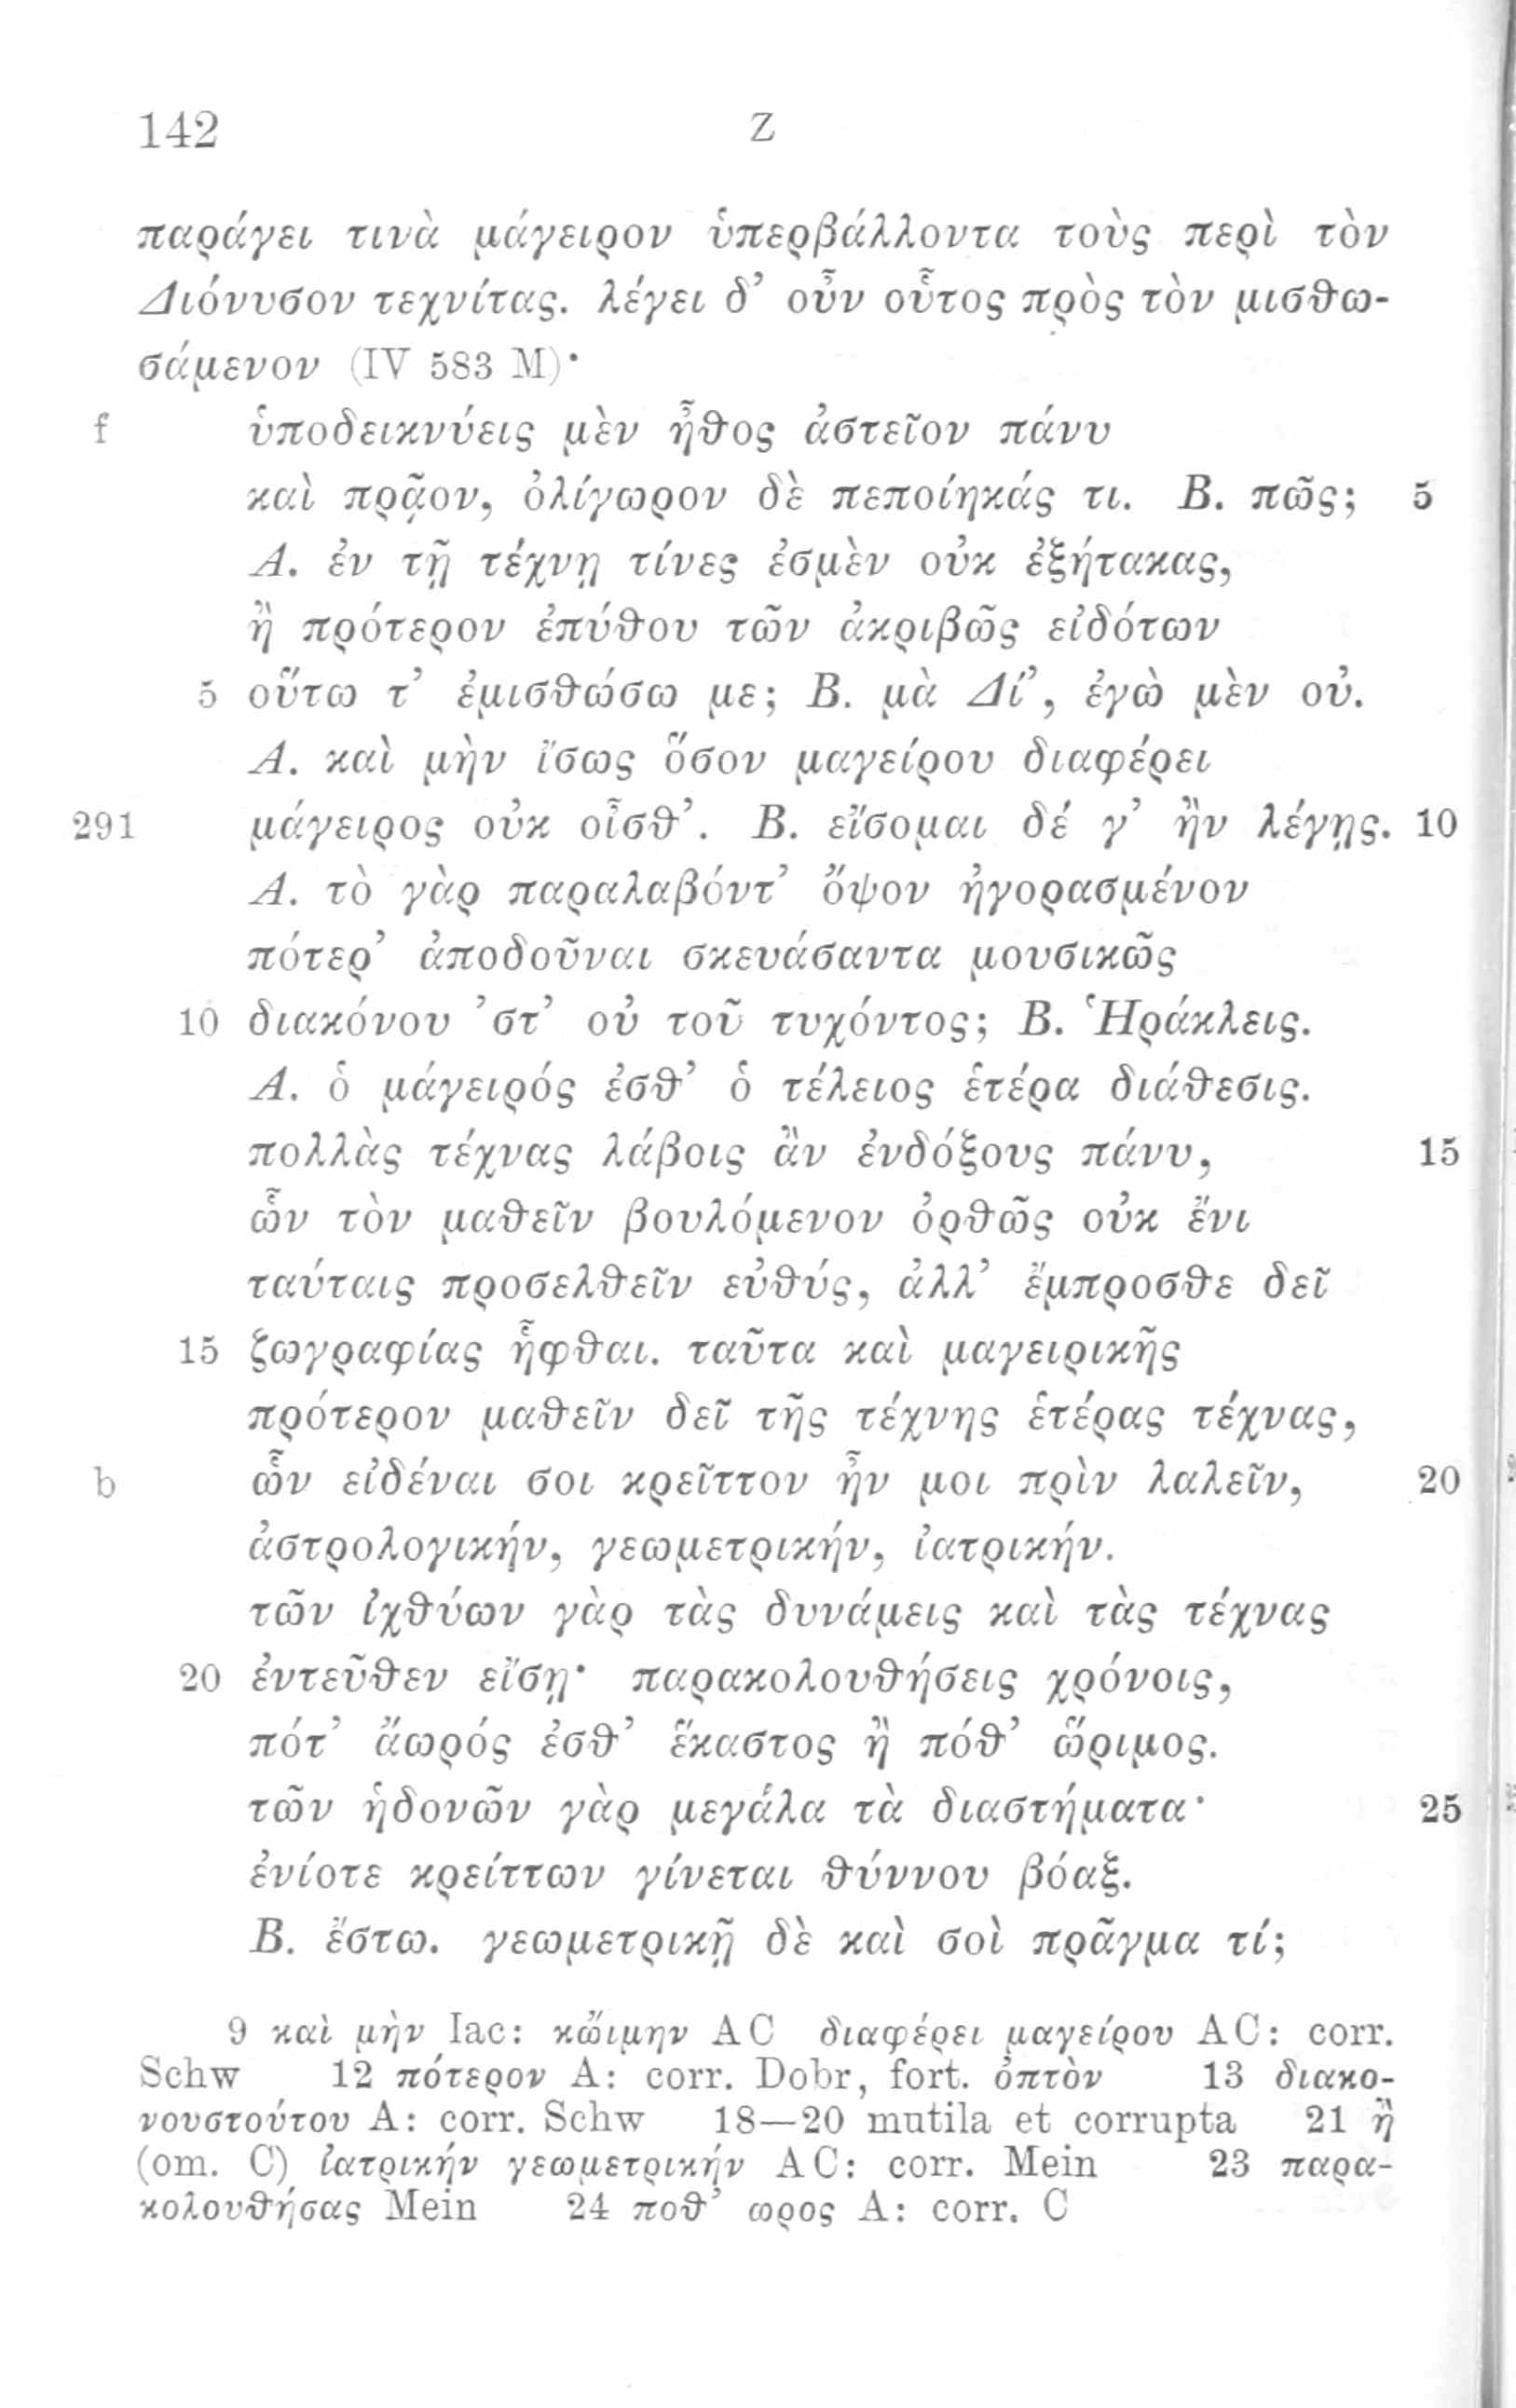 142 Z
παράγει τινὰ μάγειρον ὑπερβάλλοντα τοὺς περὶ τὸν
Διόνυσον τεχνίτας. λέγει δ’ οὖν οὗτος πρὸς τὸν μισθω-
σάμενον (IV 583 M)·
f ὑποδεικνύεις μὲν ἦθος ἀστεῖον πάνυ
καὶ πρᾷον, ὀλίγωρον δὲ πεποίηκάς τι. B. πῶς; 5
A. ἐν τῇ τέχνῃ τίνες ἐσμὲν οὐκ ἐξήτακας,
ἢ πρότερον ἐπύθου τῶν ἀκριβῶς εἰδότων
5 οὕτω τ’ ἐμισθώσω με; B. μὰ Δί’, ἐγὼ μὲν οὐ.
A. καὶ μὴν ἴσως ὅσον μαγείρου διαφέρει
291 μάγειρος οὐκ οἶσθ’. B. εἴσομαι δέ γ’ ἢν λέγῃς. 10
A. τὸ γὰρ παραλαβόντ’ ὄψον ἠγορασμένον
πότερ’ ἀποδοῦναι σκευάσαντα μουσικῶς
10 διακόνου ’στ’ οὐ τοῦ τυχόντος; B. Ἡράκλεις.
A. ὁ μάγειρός ἐσθ’ ὁ τέλειος ἑτέρα διάθεσις.
πολλὰς τέχνας λάβοις ἂν ἐνδόξους πάνυ, 15
ὧν τὸν μαθεῖν βουλόμενον ὀρθῶς οὐκ ἔνι
ταύταις προσελθεῖν εὐθύς, ἀλλ’ ἔμπροσθε δεῖ
15 ζωγραφίας ἧφθαι. ταῦτα καὶ μαγειρικῆς
πρότερον μαθεῖν δεῖ τῆς τέχνης ἑτέρας τέχνας,
b ὧν εἰδέναι σοι κρεῖττον ἦν μοι πρὶν λαλεῖν, 20
ἀστρολογικήν, γεωμετρικήν, ἰατρικήν.
τῶν ἰχθύων γὰρ τὰς δυνάμεις καὶ τὰς τέχνας
20 ἐντεῦθεν εἴσῃ· παρακολουθήσεις χρόνοις,
πότ’ ἄωρός ἐσθ’ ἕκαστος ἢ πόθ’ ὥριμος.
τῶν ἡδονῶν γὰρ μεγάλα τὰ διαστήματα· 25
ἐνίοτε κρείττων γίνεται θύννου βόαξ.
B. ἔστω. γεωμετρικῇ δὲ καὶ σοὶ πρᾶγμα τί;
9 καὶ μὴν Iac: κὤιμην AC διαφέρει μαγείρου AC: corr.
Schw 12 πότερον A: corr. Dobr, fort. ὀπτὸν 13 διακο-
νουστούτου A: corr. Schw 18—20 mutila et corrupta 21 ἢ
(om. C) ἰατρικήν γεωμετρικήν AC: corr. Mein 23 παρα-
κολουθήσας Mein 24 ποθ’ ωρος A: corr. C